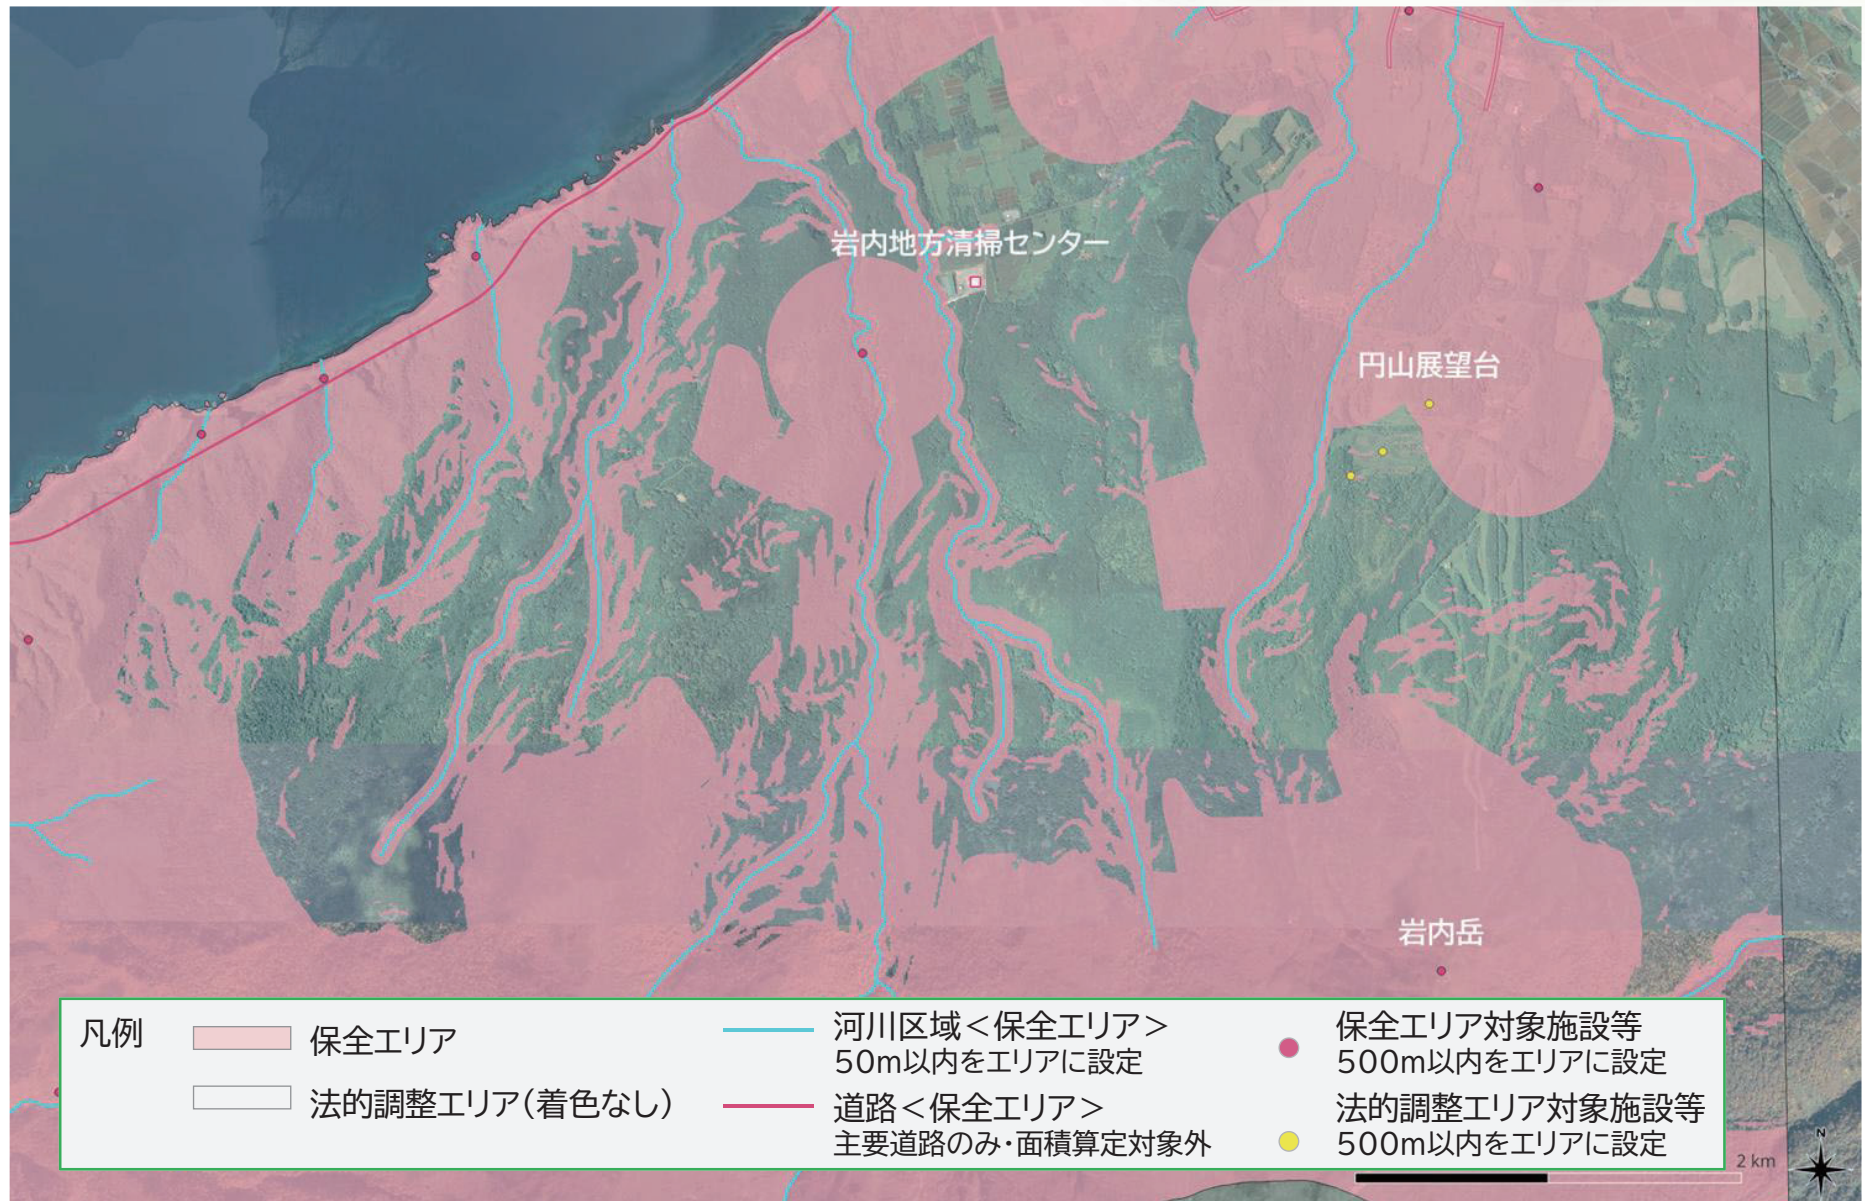 岩内地方清掃センター
円山展望台
岩内岳
凡例
保全エリア
法的調整エリア（着色なし）
河川区域＜保全エリア＞
50m以内をエリアに設定
道路＜保全エリア＞
主要道路のみ・面積算定対象外
保全エリア対象施設等
500m以内をエリアに設定
法的調整エリア対象施設等
500m以内をエリアに設定
2 km
N